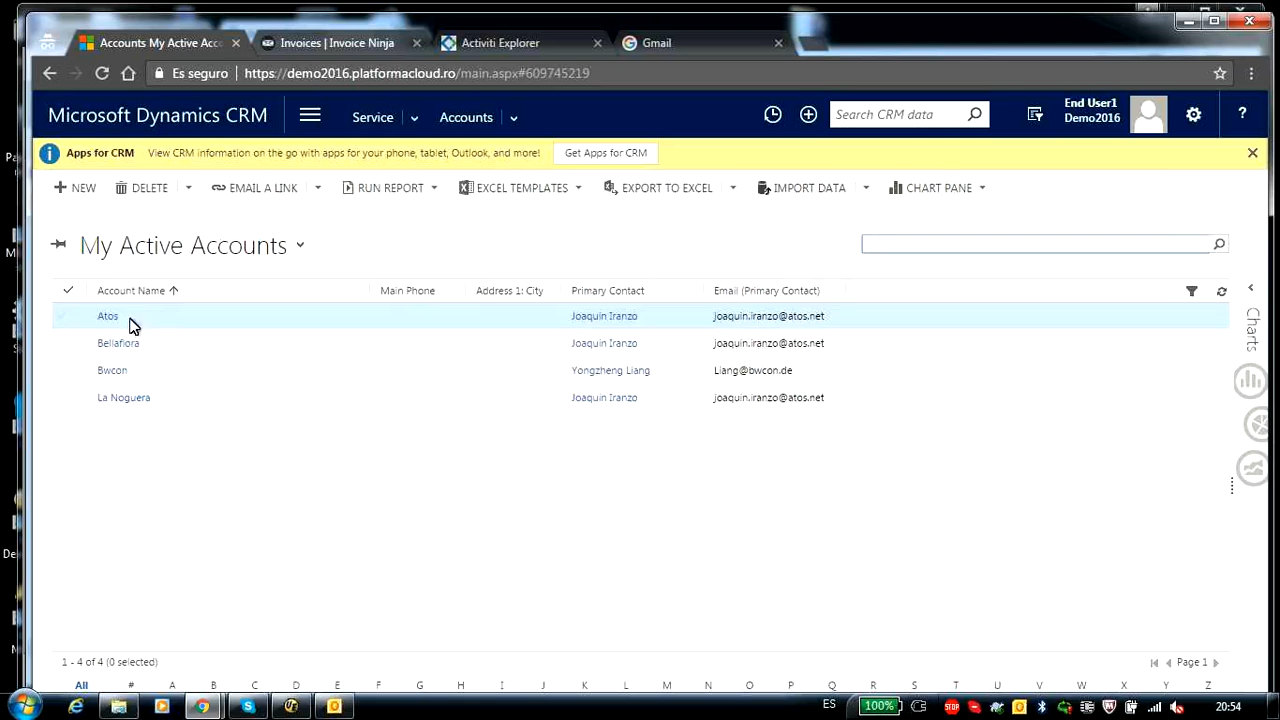 Accounts My Active Acc
Invoices | Invoice Ninja
Activiti Explorer
Gmail
Es seguro
https://demo2016.platformacloud.ro/main.aspx#609745219
Microsoft Dynamics CRM
Service
Accounts
Search CRM data
End User1
Demo2016
?
Apps for CRM
View CRM information on the go with apps for your phone, tablet, Outlook, and more!
Get Apps for CRM
NEW
DELETE
EMAIL A LINK
RUN REPORT
EXCEL TEMPLATES
EXPORT TO EXCEL
IMPORT DATA
CHART PANE
My Active Accounts
Account Name
Main Phone
Address 1: City
Primary Contact
Email (Primary Contact)
Charts
Atos Joaquin Iranzo joaquin.iranzo@atos.net
Bellaflora Joaquin Iranzo joaquin.iranzo@atos.net
Bwcon Yongzheng Liang Liang@bwcon.de
La Noguera Joaquin Iranzo joaquin.iranzo@atos.net
1 - 4 of 4 (0 selected)
Page 1
All # A B C D E F G H I J K L M N O P Q R S T U V W X Y Z
ES
100%
20:54